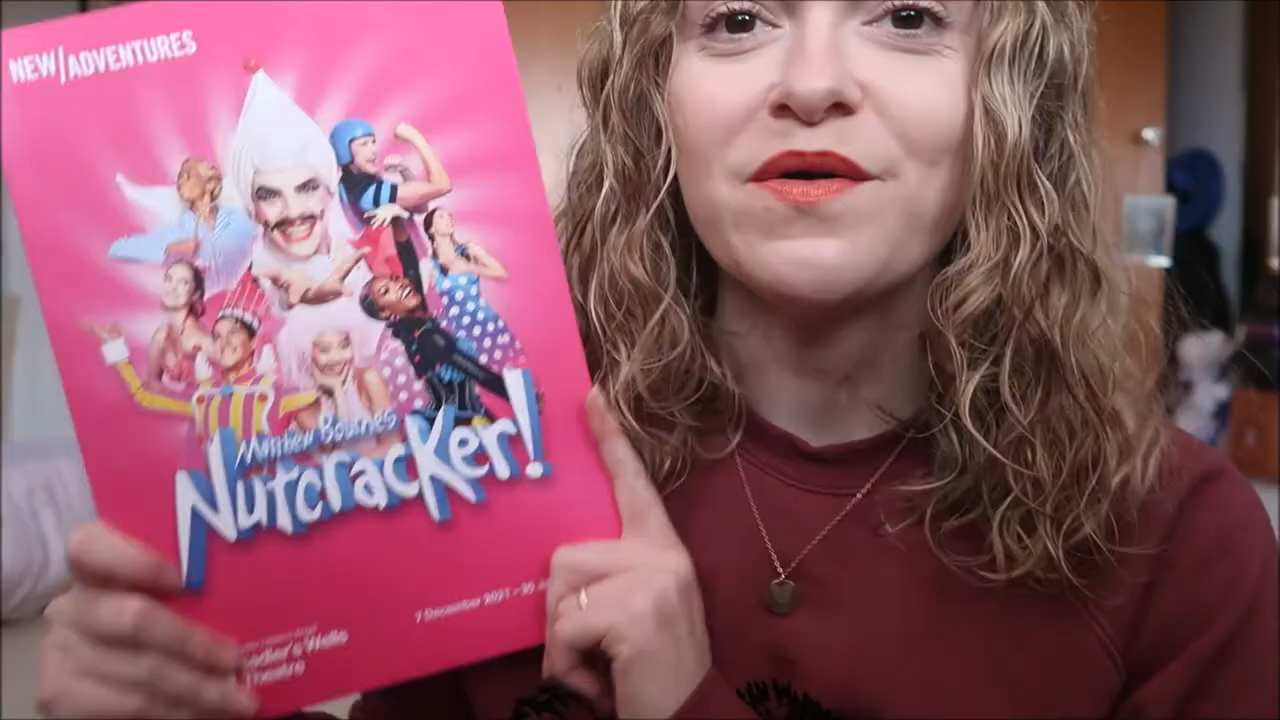 NEW/ADVENTURES
Matthew Bourne's
Nutcracker!
7 December 2021 - 30
Sadler's Wells
Theatre